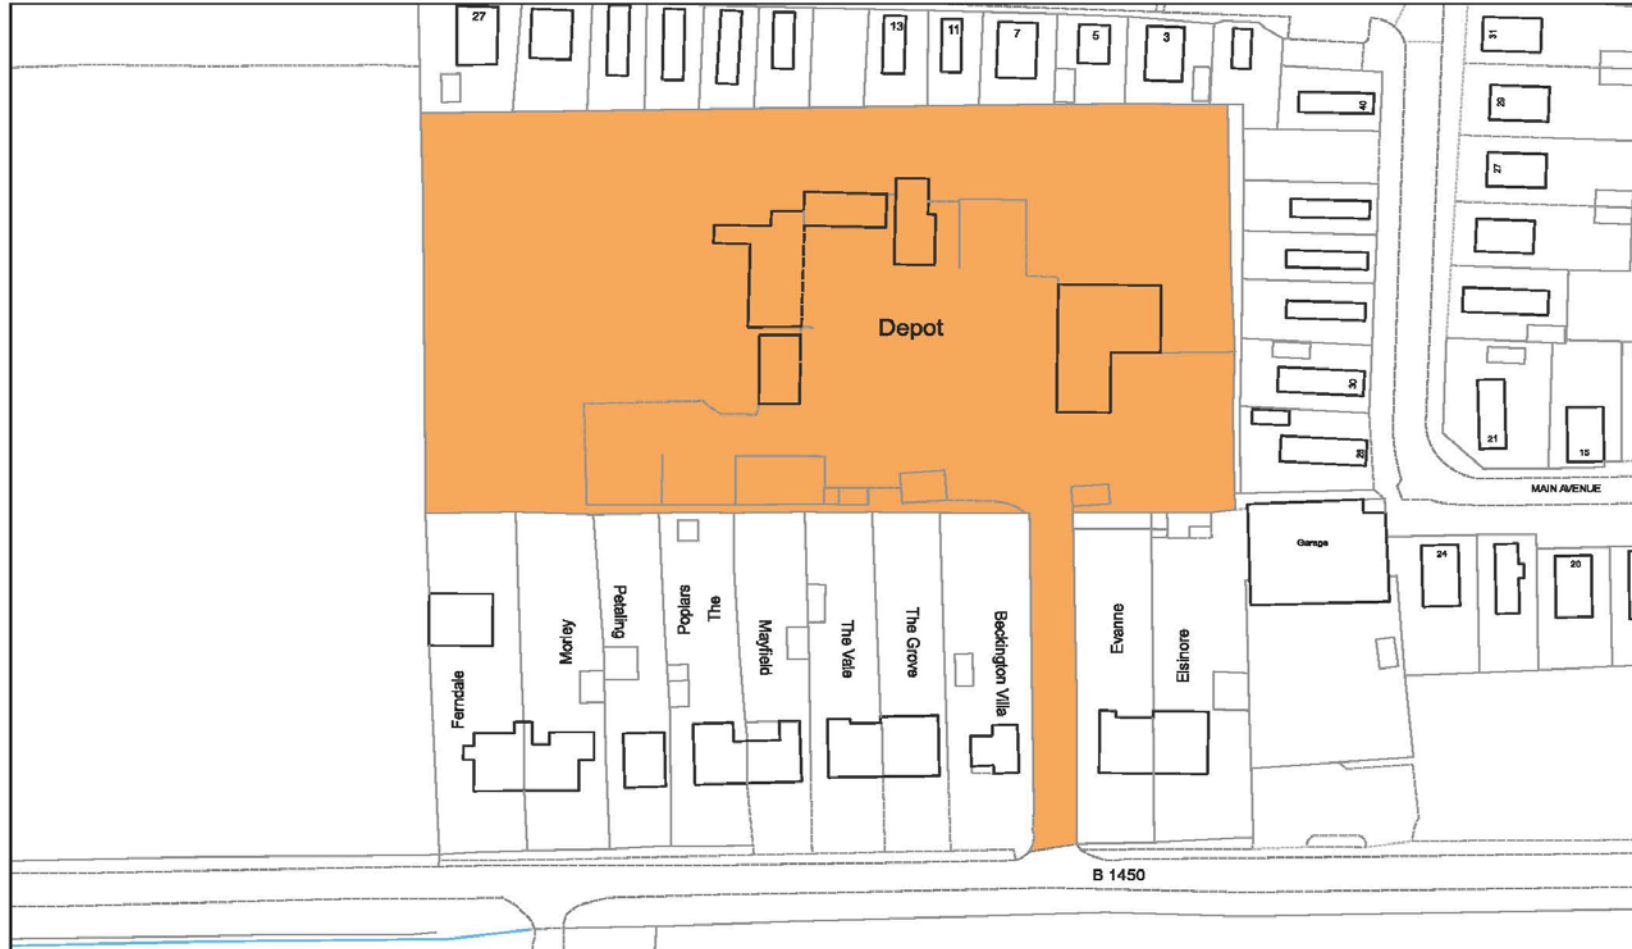 27
13
11
7
5
3
31
40
29
27
Depot
30
28
21
15
MAIN AVENUE
Garage
24
20
Ferndale
Morley
Petaling
The
Poplars
Mayfield
The Vale
The Grove
Beckington Villa
Evanne
Elsinore
B 1450